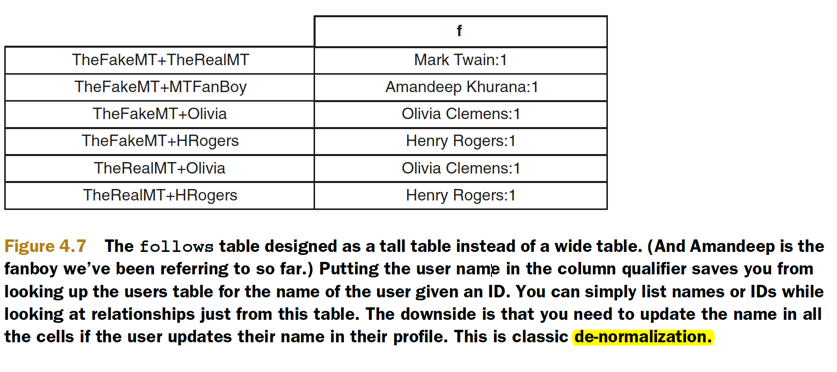 f
TheFakeMT+TheRealMT Mark Twain:1
TheFakeMT+MTFanBoy Amandeep Khurana:1
TheFakeMT+Olivia Olivia Clemens:1
TheFakeMT+HRogers Henry Rogers:1
TheRealMT+Olivia Olivia Clemens:1
TheRealMT+HRogers Henry Rogers:1
Figure 4.7 The follows table designed as a tall table instead of a wide table. (And Amandeep is the
fanboy we’ve been referring to so far.) Putting the user name in the column qualifier saves you from
looking up the users table for the name of the user given an ID. You can simply list names or IDs while
looking at relationships just from this table. The downside is that you need to update the name in all
the cells if the user updates their name in their profile. This is classic de-normalization.